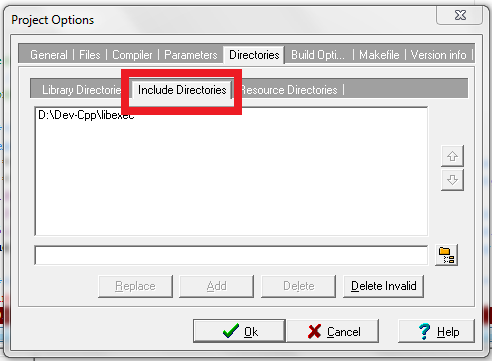 Project Options
General Files Compiler Parameters Directories Build Opti... Makefile Version info
Library Directories Include Directories Resource Directories
D:\Dev-Cpp\libexec
Replace Add Delete Delete Invalid
Ok Cancel ? Help